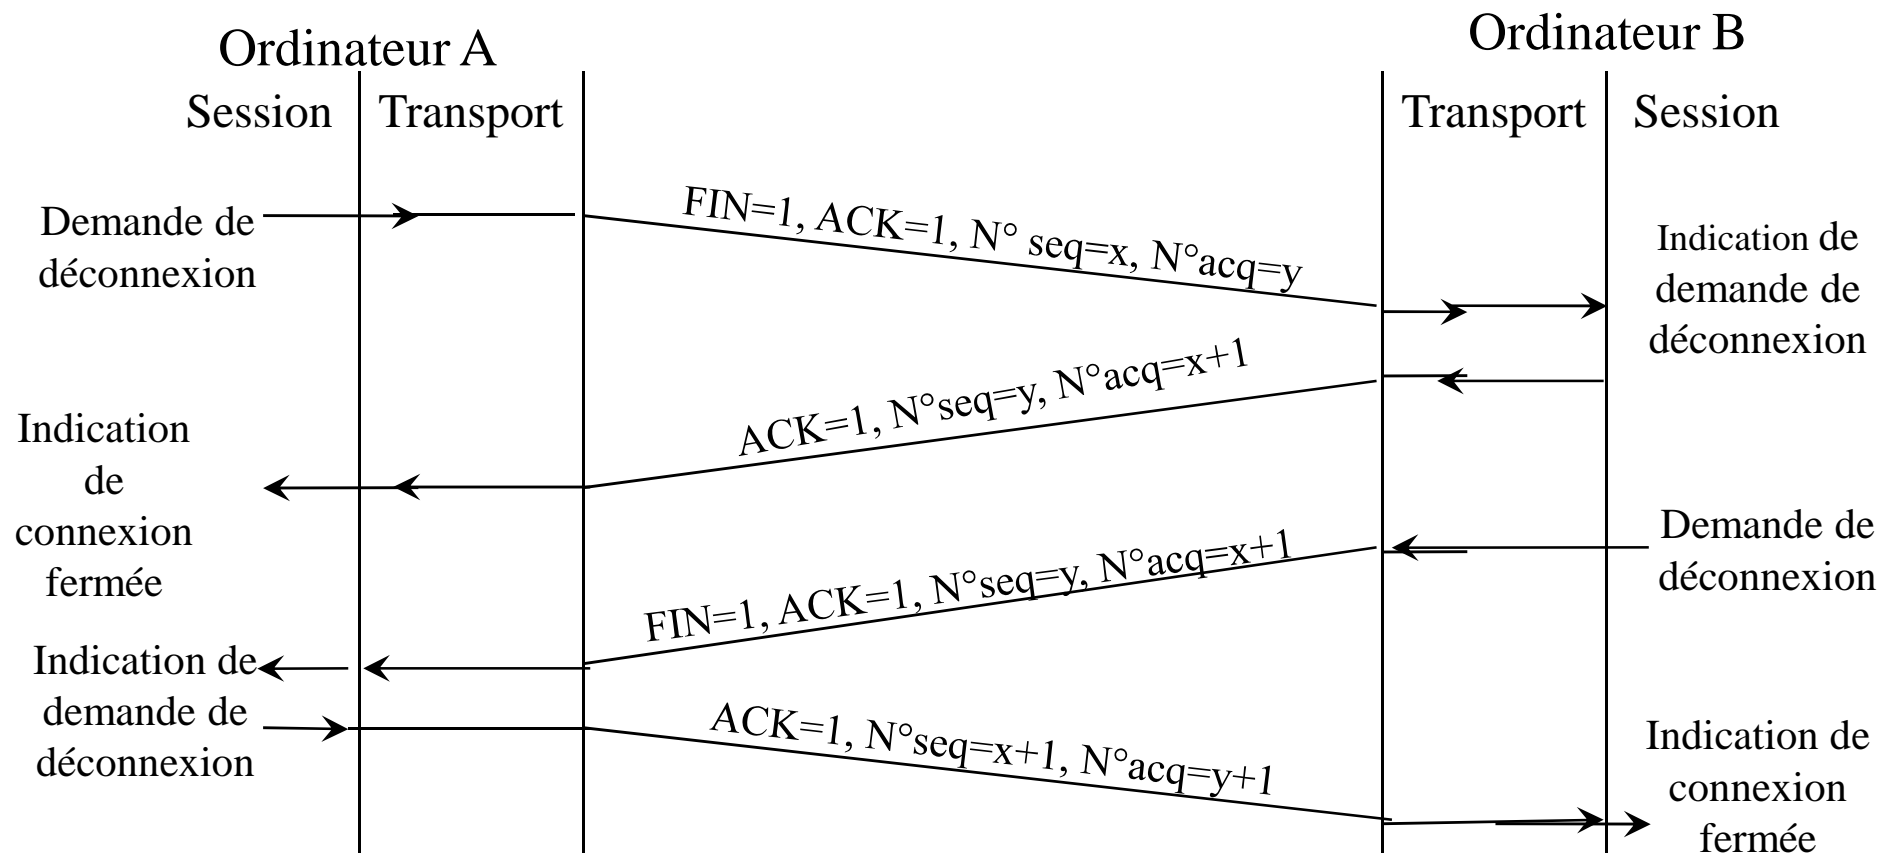 Ordinateur A
Ordinateur B
Session
Transport
Transport
Session
Demande de
déconnexion
FIN=1, ACK=1, N° seq=x, N°acq=y
Indication de
demande de
déconnexion
ACK=1, N°seq=y, N°acq=x+1
Indication
de
connexion
fermée
FIN=1, ACK=1, N°seq=y, N°acq=x+1
Demande de
déconnexion
Indication de
demande de
déconnexion
ACK=1, N°seq=x+1, N°acq=y+1
Indication de
connexion
fermée